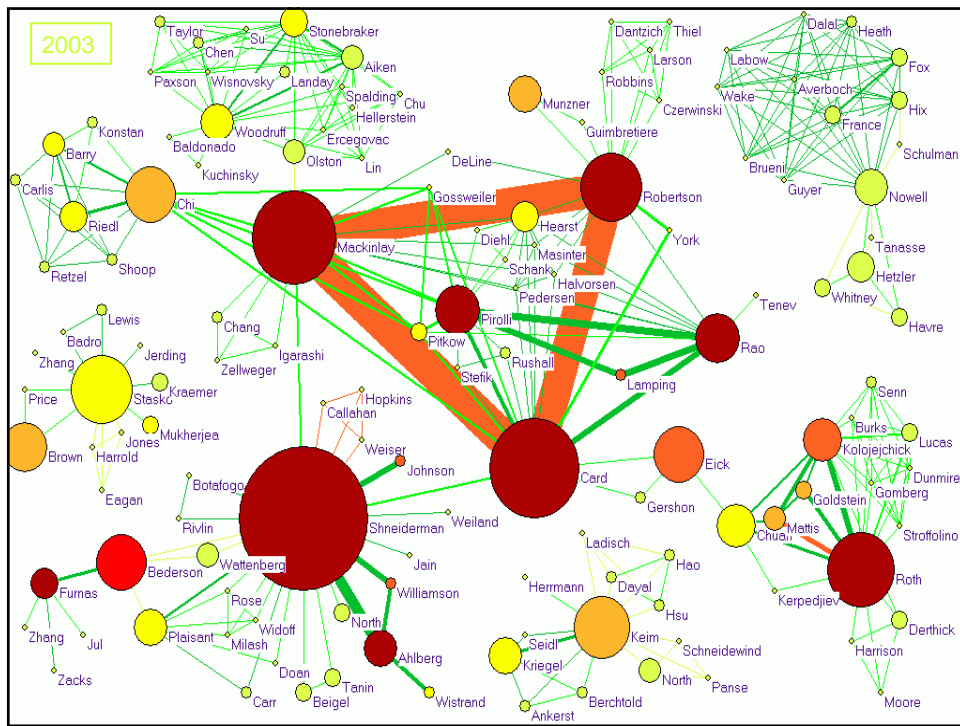 2003
Taylor
Su
Stonebraker
Chen
Aiken
Paxson
Wisnovsky
Landay
Spalding
Chu
Hellerstein
Woodruff
Ercegovac
Baldonado
Olston
Lin
Kuchinsky
Dantzich
Thiel
Larson
Robbins
Czerwinski
Munzner
Guimbretiere
DeLine
Robertson
Dalal
Heath
Labow
Fox
Wake
Averboch
Hix
France
Schulman
Brueni
Guyer
Nowell
Tanasse
Hetzler
Whitney
Havre
Konstan
Barry
Carlis
Chi
Riedl
Retzel
Shoop
Gossweiler
Mackinlay
Diehl
Hearst
York
Masinter
Schank
Halvorsen
Pedersen
Pirolli
Tenev
Chang
Pitkow
Rao
Igarashi
Zellweger
Stefik
Rushall
Lamping
Lewis
Badro
Zhang
Jerding
Price
Stasko
Kraemer
Mukherjea
Jones
Brown
Harrold
Eagan
Hopkins
Callahan
Weiser
Johnson
Card
Eick
Gershon
Botafogo
Rivlin
Shneiderman
Weiland
Senn
Burks
Kolojejchick
Lucas
Dunmire
Goldstein
Gomberg
Mattis
Chuah
Stroffolino
Roth
Kerpedjiev
Derthick
Harrison
Moore
Wattenberg
Bederson
Jain
Furnas
Williamson
Rose
North
Zhang
Jul
Plaisant
Widoff
Milash
Ahlberg
Zacks
Doan
Tanin
Carr
Beigel
Wistrand
Ladisch
Hao
Herrmann
Dayal
Hsu
Seidl
Keim
Schneidewind
Kriegel
North
Panse
Berchtold
Ankerst